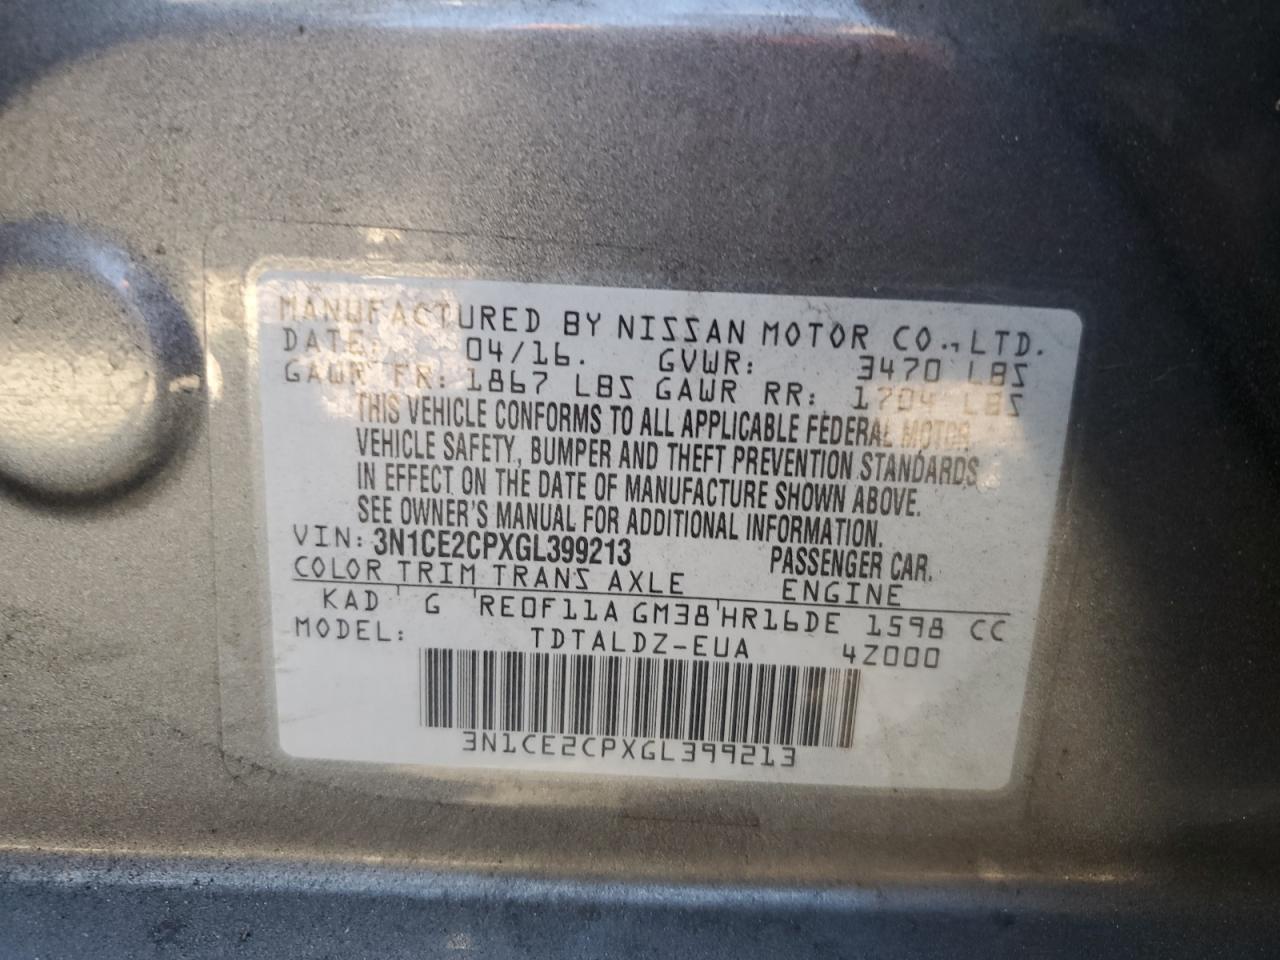 MANUFACTURED BY NISSAN MOTOR CO., LTD.
DATE: 04/16. GVWR: 3470 LBS
GAWR FR: 1867 LBS GAWR RR: 1704 LBS
THIS VEHICLE CONFORMS TO ALL APPLICABLE FEDERAL MOTOR
VEHICLE SAFETY, BUMPER AND THEFT PREVENTION STANDARDS
IN EFFECT ON THE DATE OF MANUFACTURE SHOWN ABOVE.
SEE OWNER'S MANUAL FOR ADDITIONAL INFORMATION.
VIN: 3N1CE2CPXGL399213 PASSENGER CAR.
COLOR TRIM TRANS AXLE ENGINE
KAD G RE0F11A GM38 HR16DE 1598 CC
MODEL: TDTALDZ-EUA 4Z000
3N1CE2CPXGL399213